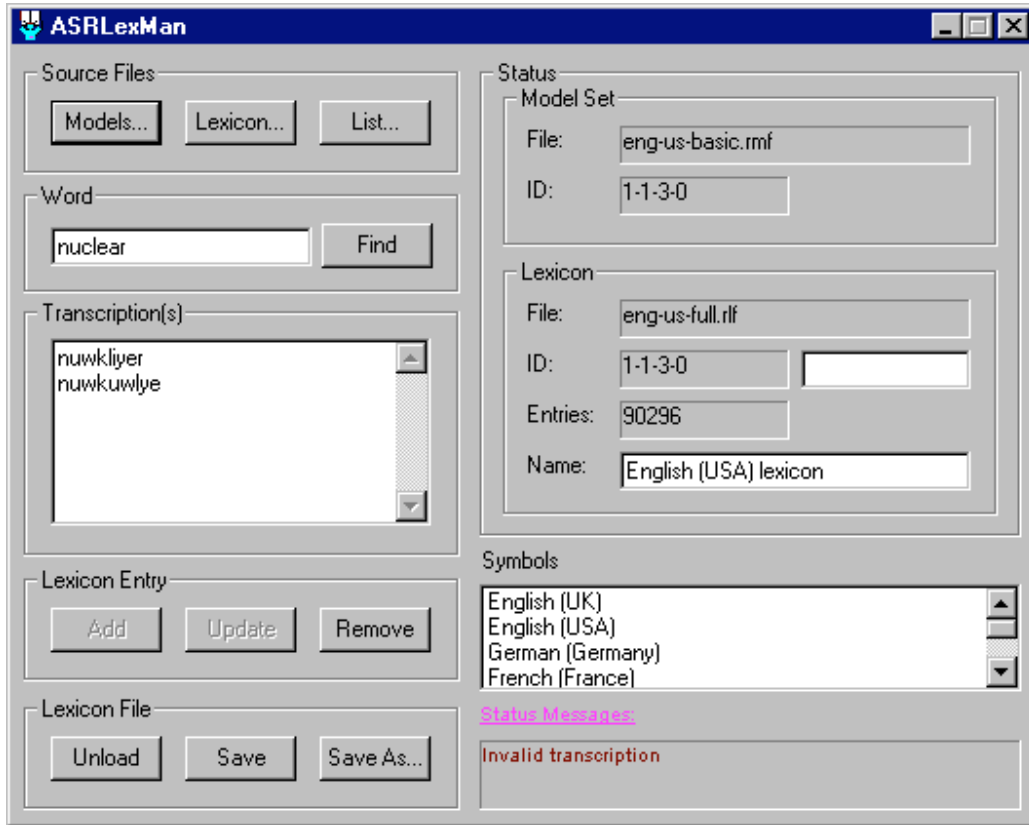 ASRLexMan
Source Files
Models... Lexicon... List...
Word
nuclear Find
Transcription(s)
nuwkliyer
nuwkuwlye
Lexicon Entry
Add Update Remove
Lexicon File
Unload Save Save As...
Status
Model Set
File: eng-us-basic.rmf
ID: 1-1-3-0
Lexicon
File: eng-us-full.rlf
ID: 1-1-3-0
Entries: 90296
Name: English (USA) lexicon
Symbols
English (UK)
English (USA)
German (Germany)
French (France)
Status Messages:
Invalid transcription